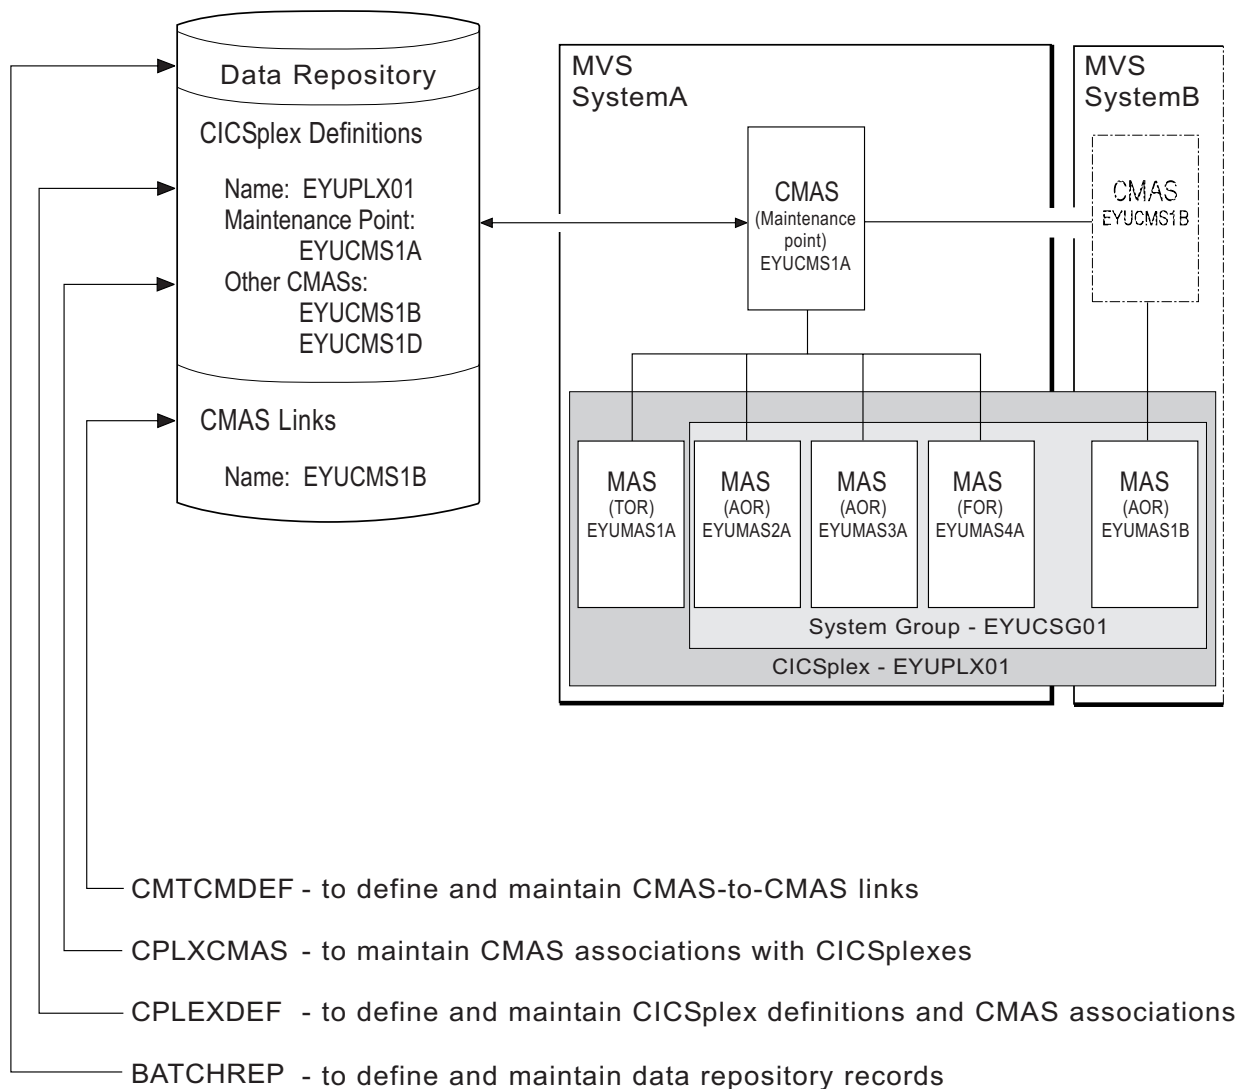 Data Repository
CICSplex Definitions
Name: EYUPLX01
Maintenance Point:
EYUCMS1A
Other CMASs:
EYUCMS1B
EYUCMS1D
CMAS Links
Name: EYUCMS1B
MVS
SystemA
CMAS
(Maintenance
point)
EYUCMS1A
MVS
SystemB
CMAS
EYUCMS1B
MAS
(TOR)
EYUMAS1A
MAS
(AOR)
EYUMAS2A
MAS
(AOR)
EYUMAS3A
MAS
(FOR)
EYUMAS4A
MAS
(AOR)
EYUMAS1B
System Group - EYUCSG01
CICSplex - EYUPLX01
CMTCMDEF - to define and maintain CMAS-to-CMAS links
CPLXCMAS - to maintain CMAS associations with CICSplexes
CPLEXDEF - to define and maintain CICSplex definitions and CMAS associations
BATCHREP - to define and maintain data repository records